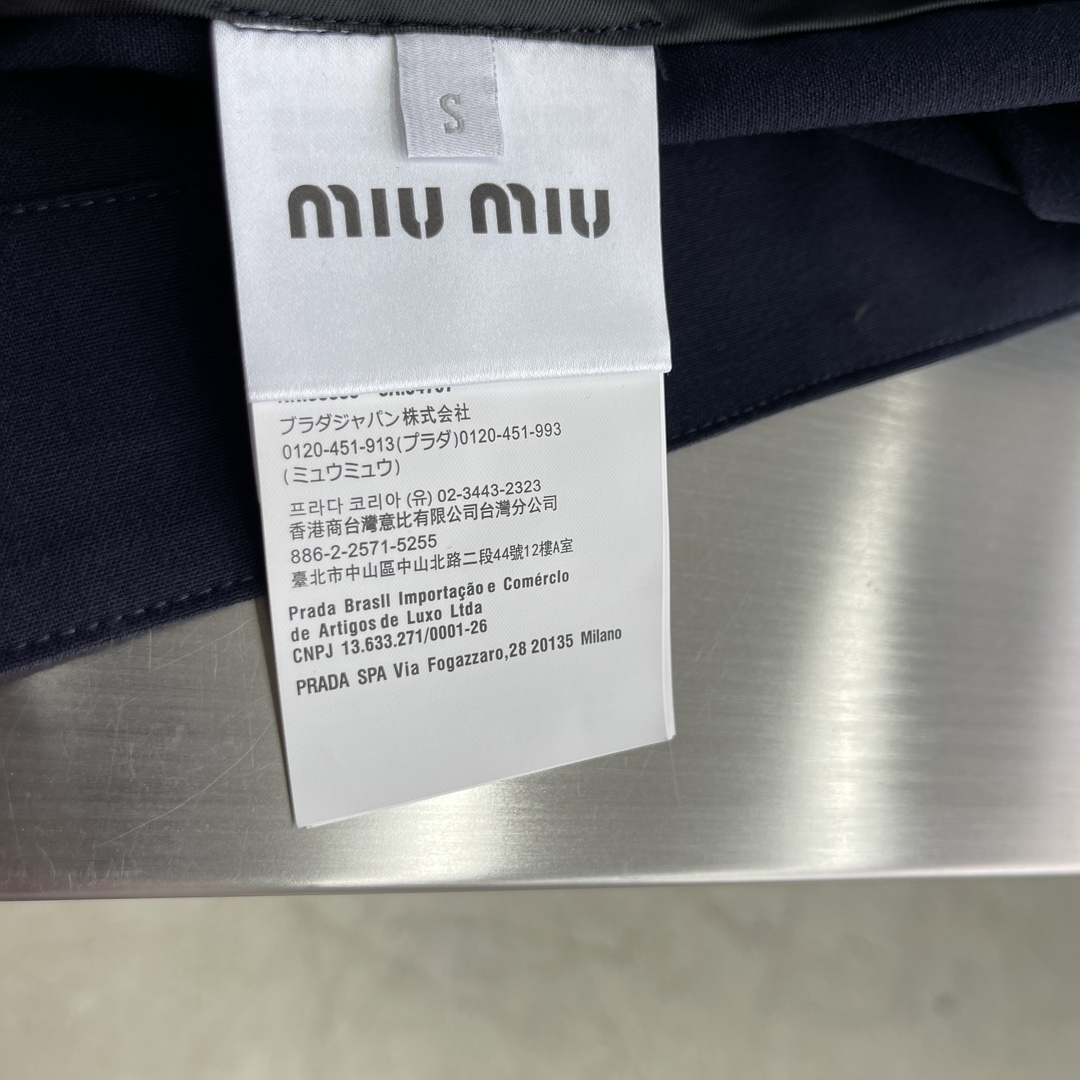 S
miu miu
ブラダジャパン株式会社
0120-451-913(プラダ)0120-451-993
(ミュウミュウ)
프라다 코리아 (유) 02-3443-2323
香港商台灣意比有限公司台灣分公司
886-2-2571-5255
臺北市中山區中山北路二段44號12樓A室
Prada Brasil Importação e Comércio
de Artigos de Luxo Ltda
CNPJ 13.633.271/0001-26
PRADA SPA Via Fogazzaro,28 20135 Milano